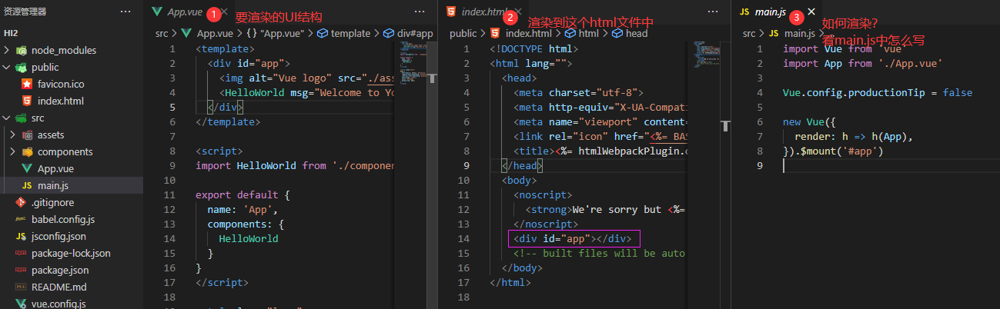 资源管理器
HI2
node_modules
public
favicon.ico
index.html
src
assets
components
App.vue
JS main.js
.gitignore
babel.config.js
JS jsconfig.json
package-lock.json
package.json
README.md
vue.config.js
App.vue
1 要渲染的UI结构
src > App.vue > {} "App.vue" > template > div#app
1 <template>
2 <div id="app">
3 <img alt="Vue logo" src="./ass
4 <HelloWorld msg="Welcome to Yo
5 </div>
6 </template>
7
8 <script>
9 import HelloWorld from './componen
10
11 export default {
12 name: 'App',
13 components: {
14 HelloWorld
15 }
16 }
17 </script>
18
index.html
2 渲染到这个html文件中
public > index.html > html > head
1 <!DOCTYPE html>
2 <html lang="">
3 <head>
4 <meta charset="utf-8">
5 <meta http-equiv="X-UA-Compati
6 <meta name="viewport" content=
7 <link rel="icon" href="<%= BAS
8 <title><%= htmlWebpackPlugin.o
9 </head>
10 <body>
11 <noscript>
12 <strong>We're sorry but <%=
13 </noscript>
14 <div id="app"></div>
15 <!-- built files will be auto
16 </body>
17 </html>
18
JS main.js
3 如何渲染?
看main.js中怎么写
src > JS main.js >
1 import Vue from 'vue'
2 import App from './App.vue'
3
4 Vue.config.productionTip = false
5
6 new Vue({
7 render: h => h(App),
8 }).$mount('#app')
9